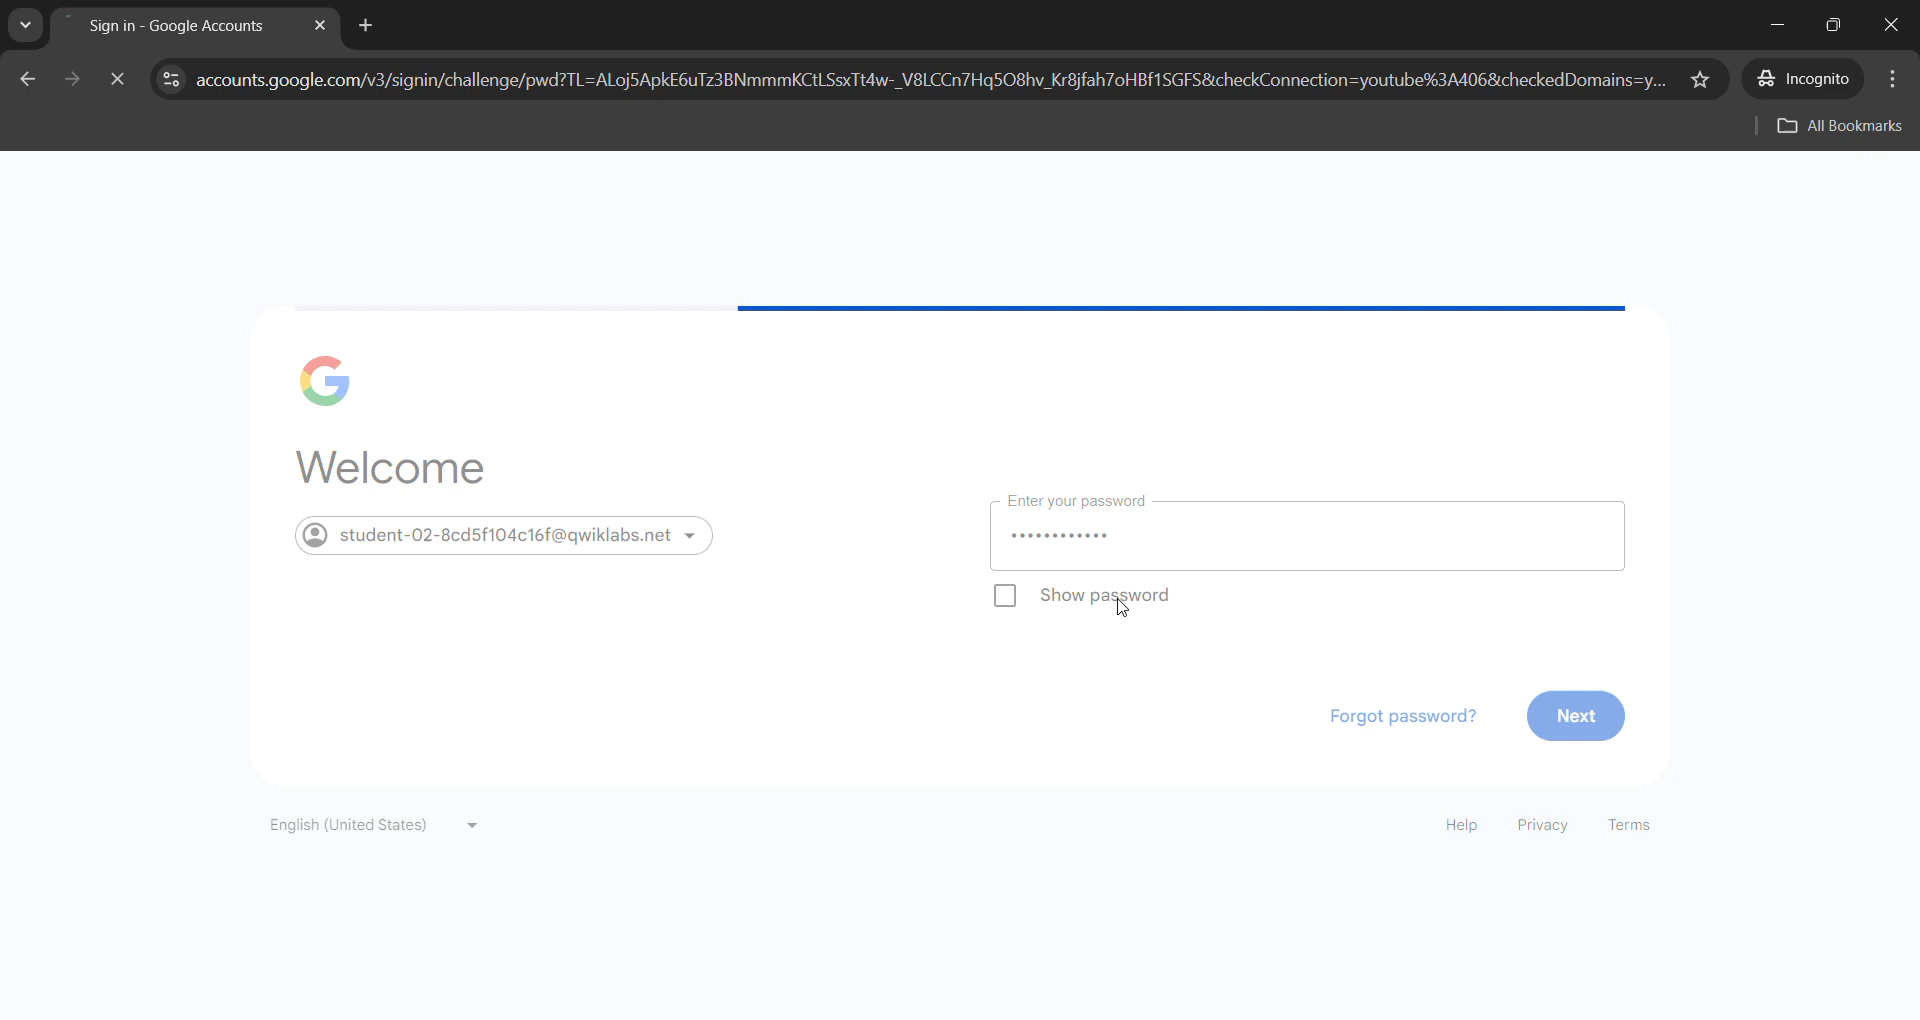 Sign in - Google Accounts
accounts.google.com/v3/signin/challenge/pwd?TL=ALoj5ApkE6uTz3BNmmmKCtLSsxTt4w-_V8LCCn7Hq5O8hv_Kr8jfah7oHBf1SGFS&checkConnection=youtube%3A406&checkedDomains=y...
Incognito
All Bookmarks
Welcome
student-02-8cd5f104c16f@qwiklabs.net
Enter your password
••••••••••••
Show password
Forgot password?
Next
English (United States)
Help Privacy Terms